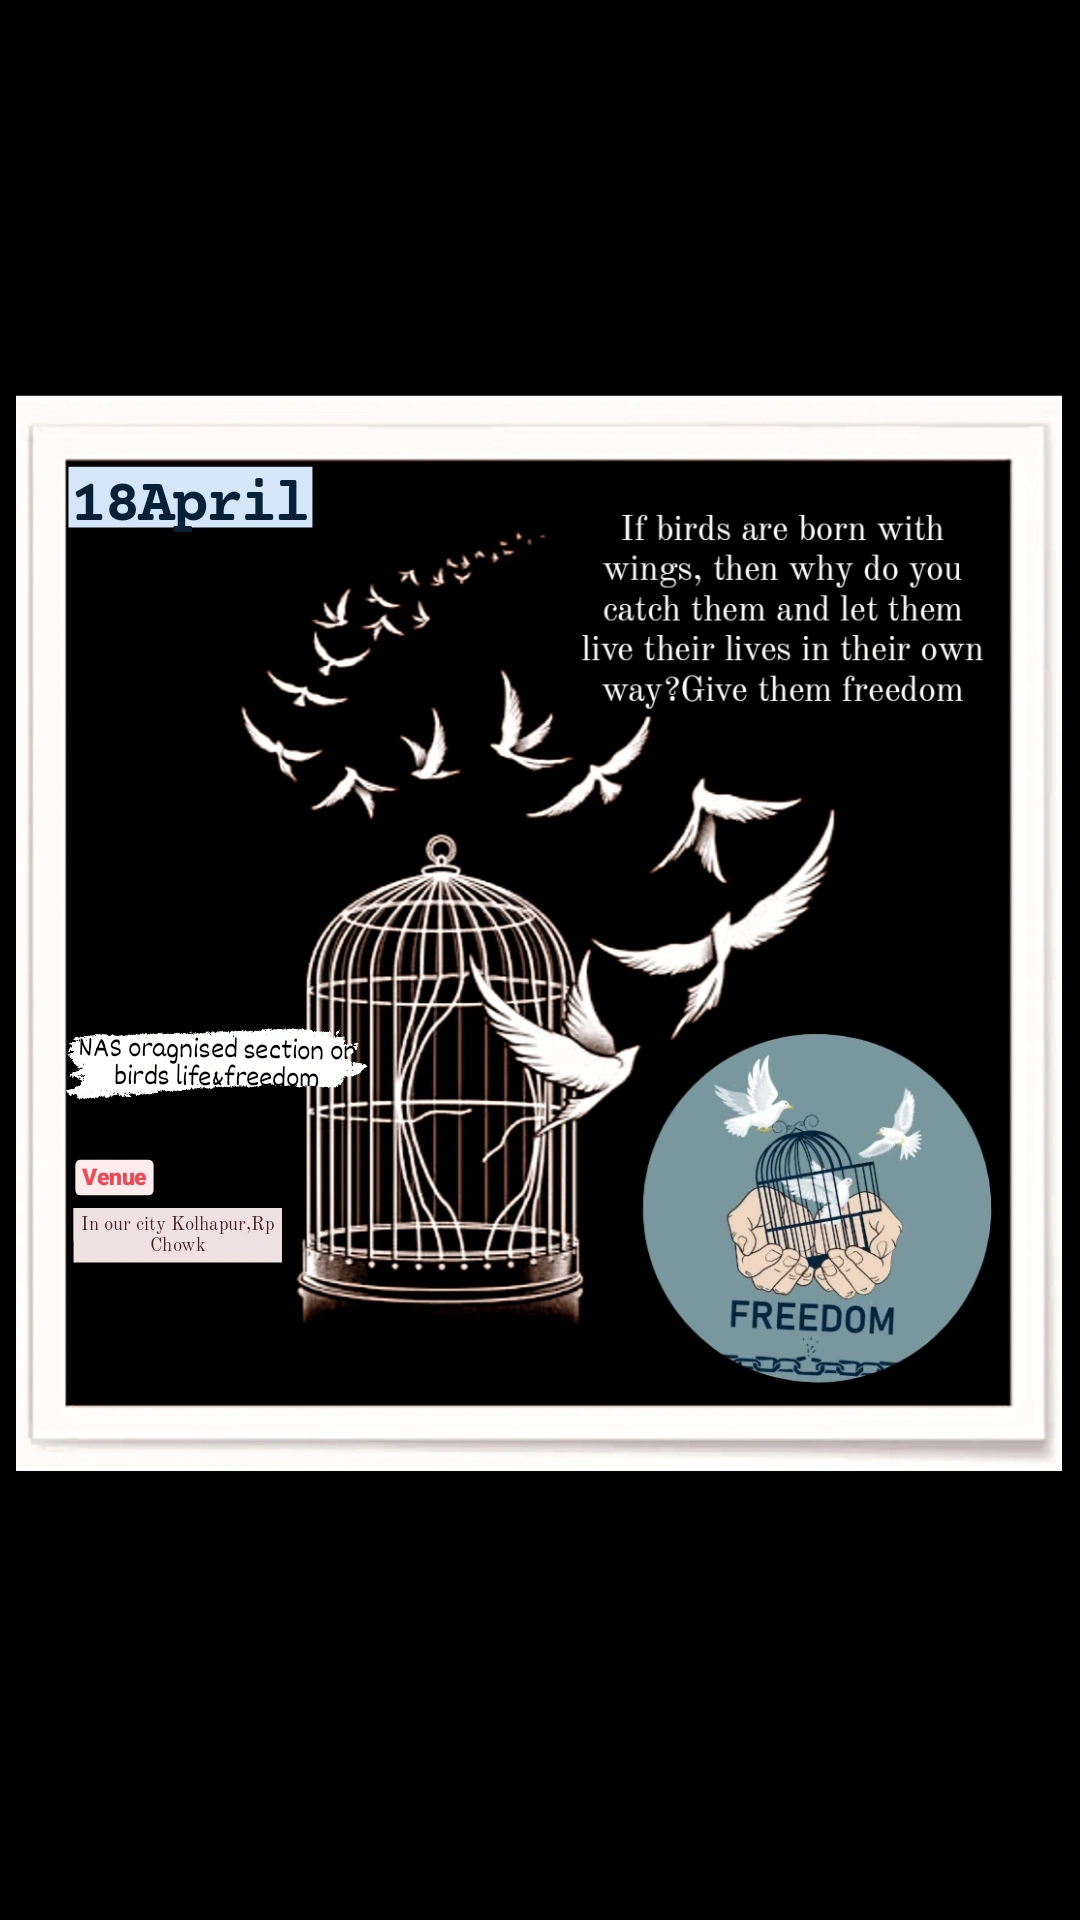 18April
If birds are born with
wings, then why do you
catch them and let them
live their lives in their own
way?Give them freedom
NAS oragnised section on
birds life&freedom
Venue
In our city Kolhapur,Rp
Chowk
FREEDOM